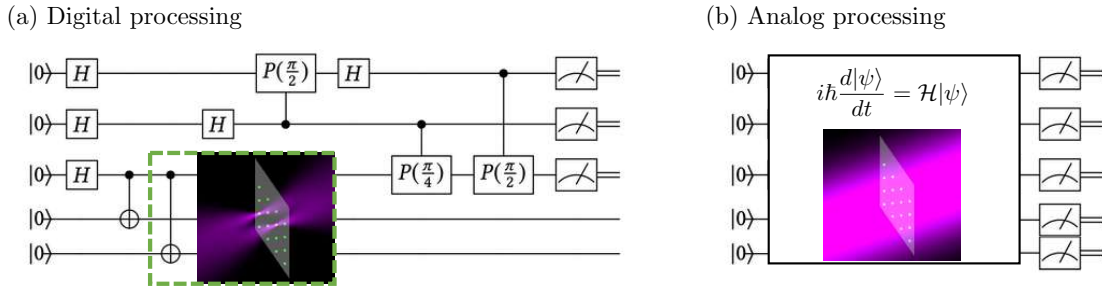 (a) Digital processing
(b) Analog processing
|0⟩ H P(π/2) H
|0⟩ H H
|0⟩ H P(π/4) P(π/2)
|0⟩
|0⟩
|0⟩
|0⟩
|0⟩
|0⟩
|0⟩
iħ d|ψ⟩/dt = ℋ|ψ⟩